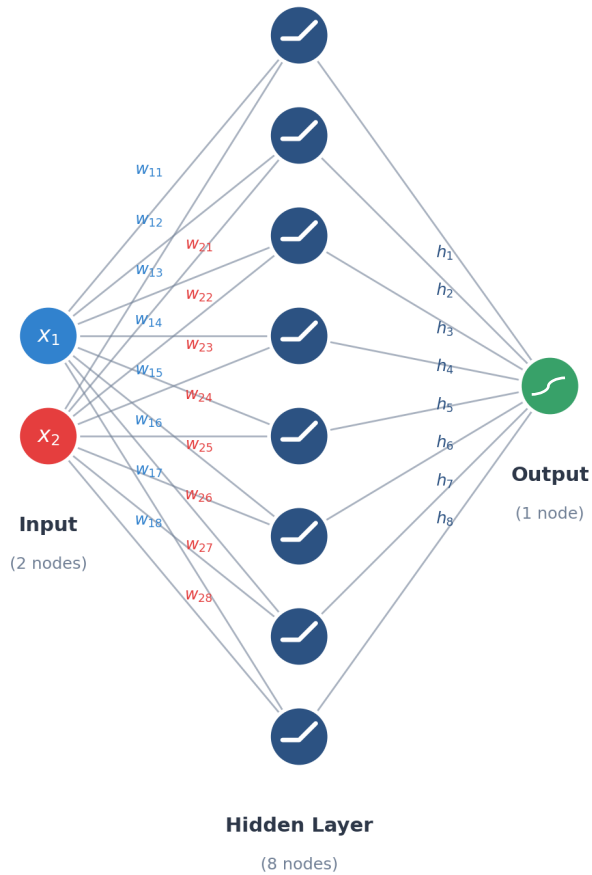 w11
w12
w21
w13
h1
w22
h2
w14
x1
w23
h3
w15
h4
w24
h5
w16
x2
w25
h6
w17
Output
h7
w26
(1 node)
w18
h8
Input
w27
(2 nodes)
w28
Hidden Layer
(8 nodes)